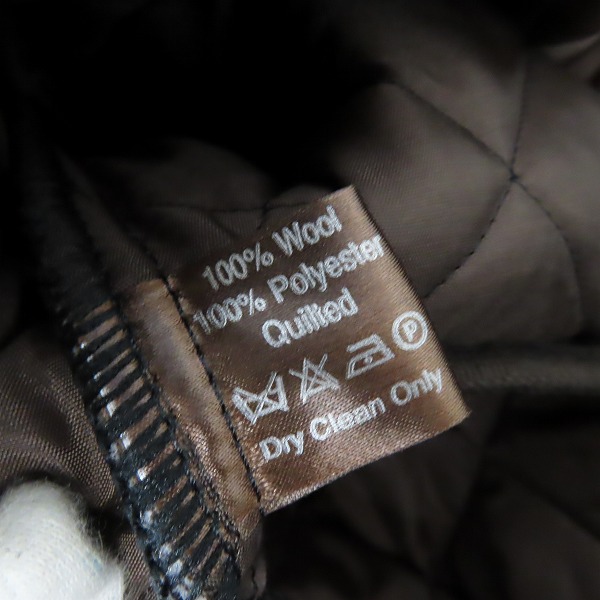 100% Wool
100% Polyester
Quilted
P
Dry Clean Only